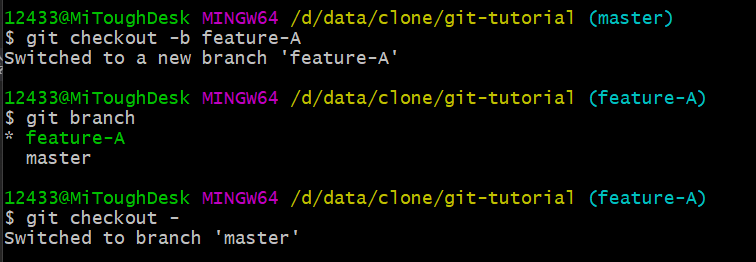 12433@MiToughDesk MINGW64 /d/data/clone/git-tutorial (master)
$ git checkout -b feature-A
Switched to a new branch 'feature-A'
12433@MiToughDesk MINGW64 /d/data/clone/git-tutorial (feature-A)
$ git branch
* feature-A
  master
12433@MiToughDesk MINGW64 /d/data/clone/git-tutorial (feature-A)
$ git checkout -
Switched to branch 'master'